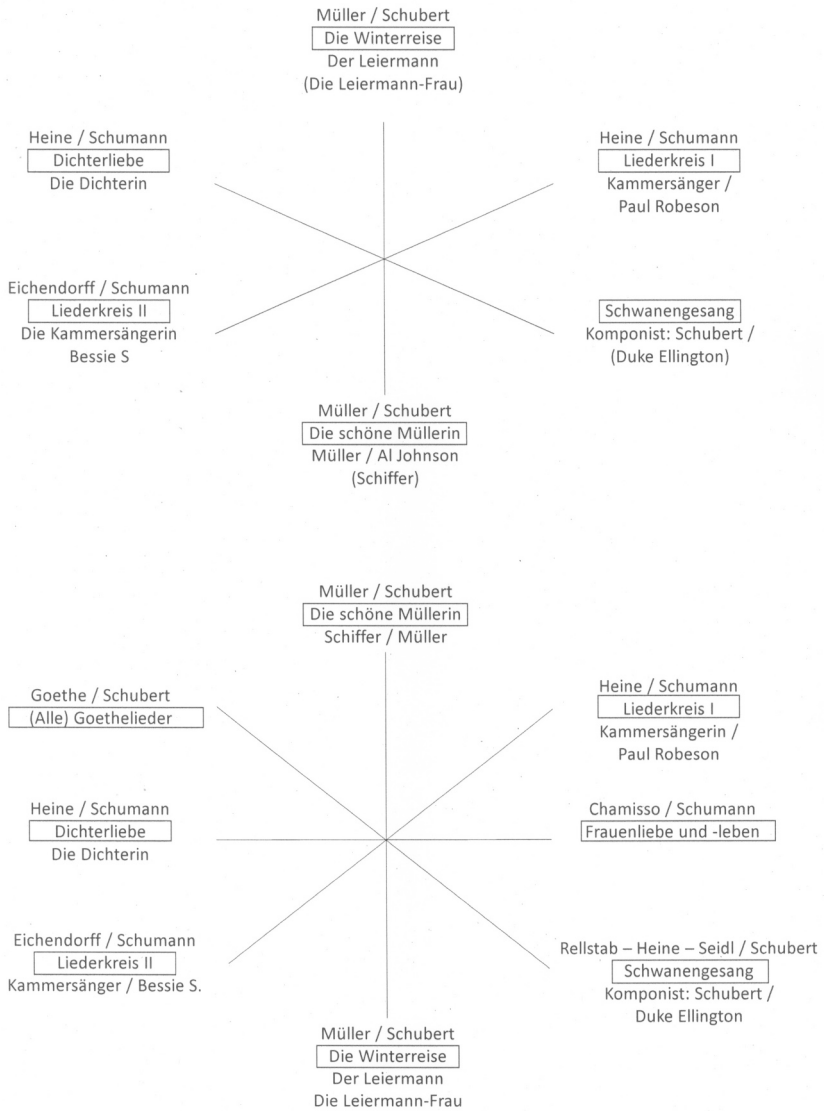 Müller / Schubert
Die Winterreise
Der Leiermann
(Die Leiermann-Frau)
Heine / Schumann
Dichterliebe
Die Dichterin
Heine / Schumann
Liederkreis I
Kammersänger /
Paul Robeson
Eichendorff / Schumann
Liederkreis II
Die Kammersängerin
Bessie S
Schwanengesang
Komponist: Schubert /
(Duke Ellington)
Müller / Schubert
Die schöne Müllerin
Müller / Al Johnson
(Schiffer)
Müller / Schubert
Die schöne Müllerin
Schiffer / Müller
Goethe / Schubert
(Alle) Goethelieder
Heine / Schumann
Liederkreis I
Kammersängerin /
Paul Robeson
Heine / Schumann
Dichterliebe
Die Dichterin
Chamisso / Schumann
Frauenliebe und -leben
Eichendorff / Schumann
Liederkreis II
Kammersänger / Bessie S.
Rellstab – Heine – Seidl / Schubert
Schwanengesang
Komponist: Schubert /
Duke Ellington
Müller / Schubert
Die Winterreise
Der Leiermann
Die Leiermann-Frau